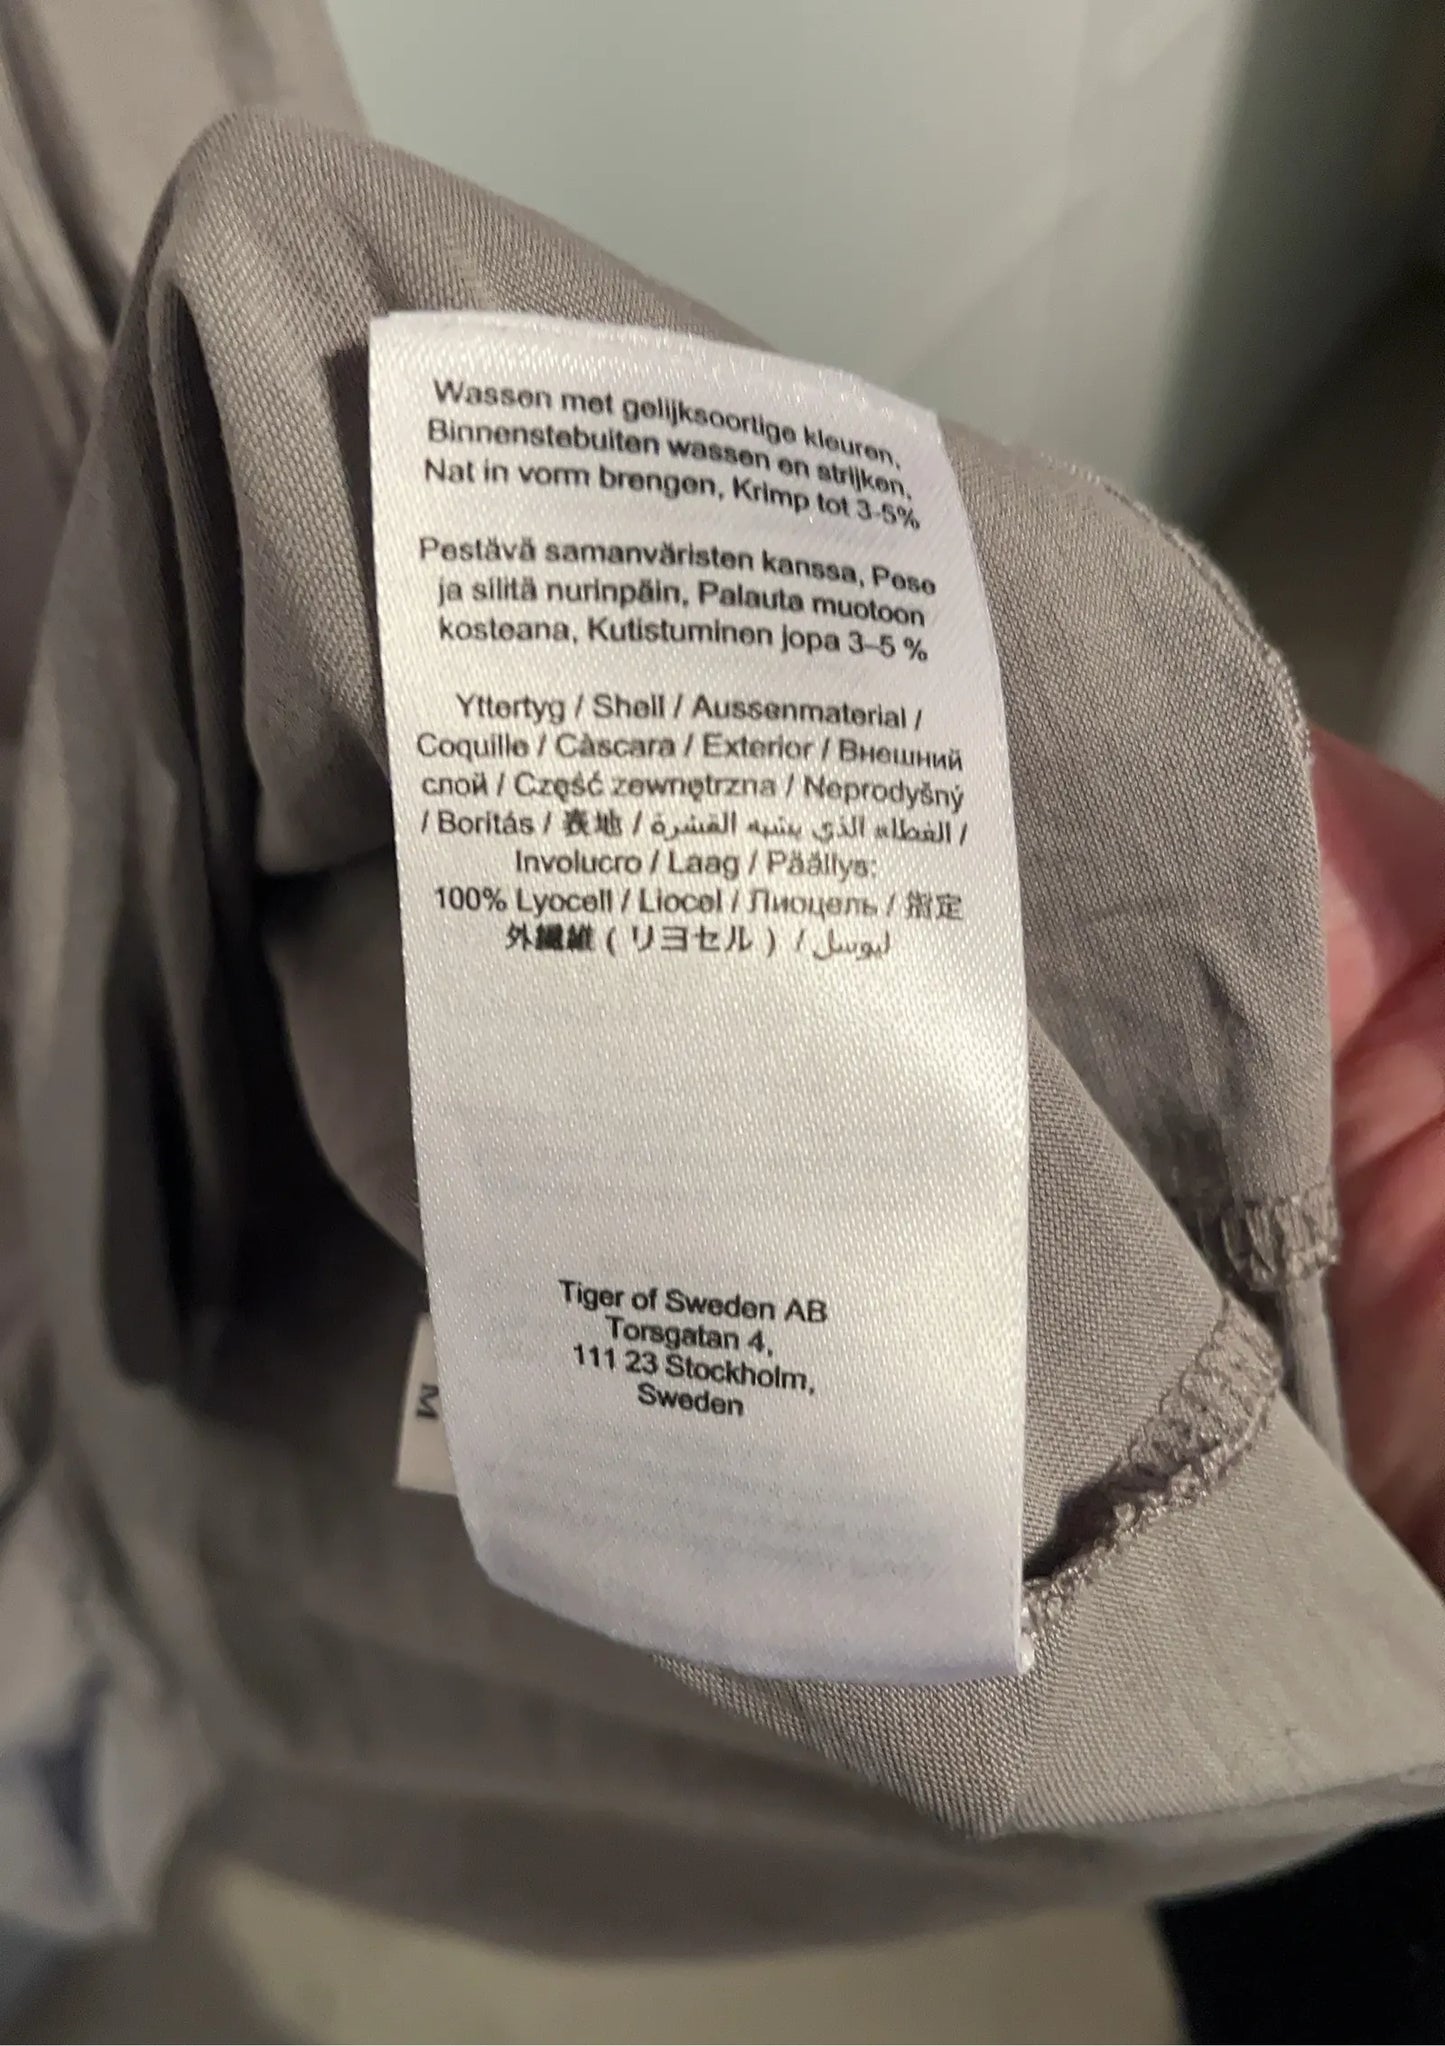 Wassen met gelijksoortige kleuren,
Binnenstebuiten wassen en strijken,
Nat in vorm brengen, Krimp tot 3-5%
Pestävä samanväristen kanssa, Pese
ja silitä nurinpäin, Palauta muotoon
kosteana, Kutistuminen jopa 3–5 %
Yttertyg / Shell / Aussenmaterial /
Coquille / Càscara / Exterior / Внешний
слой / Część zewnętrzna / Neprodyšný
/ Borítás / 表地 / الغطاء الذي يشبه القشرة /
Involucro / Laag / Päällys:
100% Lyocell / Liocel / Лиоцель / 指定
外繊維 ( リヨセル ) / ليوسل
Tiger of Sweden AB
Torsgatan 4,
111 23 Stockholm,
Sweden
M